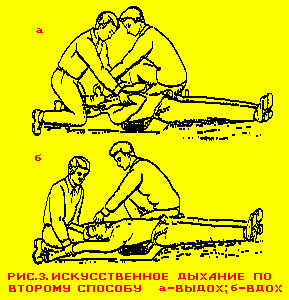 а
б
РИС.3.ИСКУССТВЕННОЕ ДЫХАНИЕ ПО
ВТОРОМУ СПОСОБУ а-ВЫДОХ;б-ВДОХ